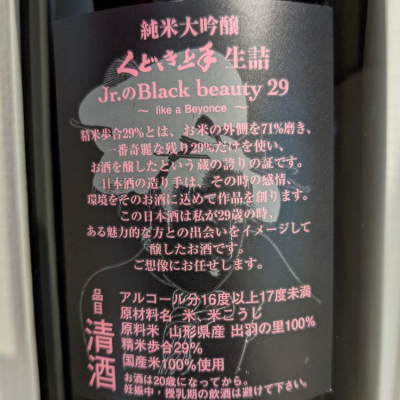 純米大吟醸
くどき上手 生詰
Jr.のBlack beauty 29
～ like a Beyonce ～
精米歩合29%とは、お米の外側を71%磨き、
一番奇麗な残り29%だけを使い、
お酒を醸したという蔵の誇りの証です。
日本酒の造り手は、その時の感情、
環境をそのお酒に込めて作品を創ります。
この日本酒は私が29歳の時、
ある魅力的な方との出会いをイメージして
醸したお酒です。
ご想像にお任せします。
品目 清酒
アルコール分16度以上17度未満
原材料名 米、米こうじ
原料米 山形県産 出羽の里100%
精米歩合29%
国産米100%使用
お酒は20歳になってから。
妊娠中・授乳期の飲酒は避けて下さい。